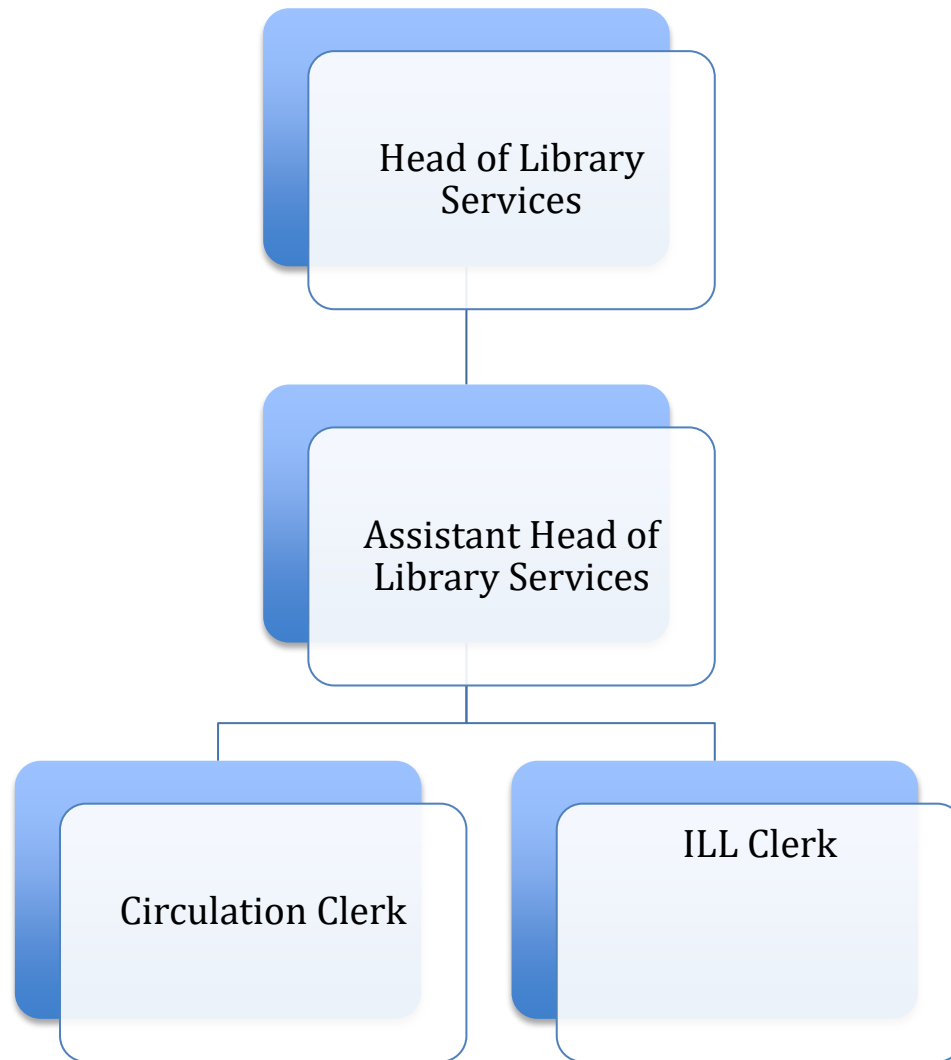 Head of Library
Services
Assistant Head of
Library Services
Circulation Clerk
ILL Clerk